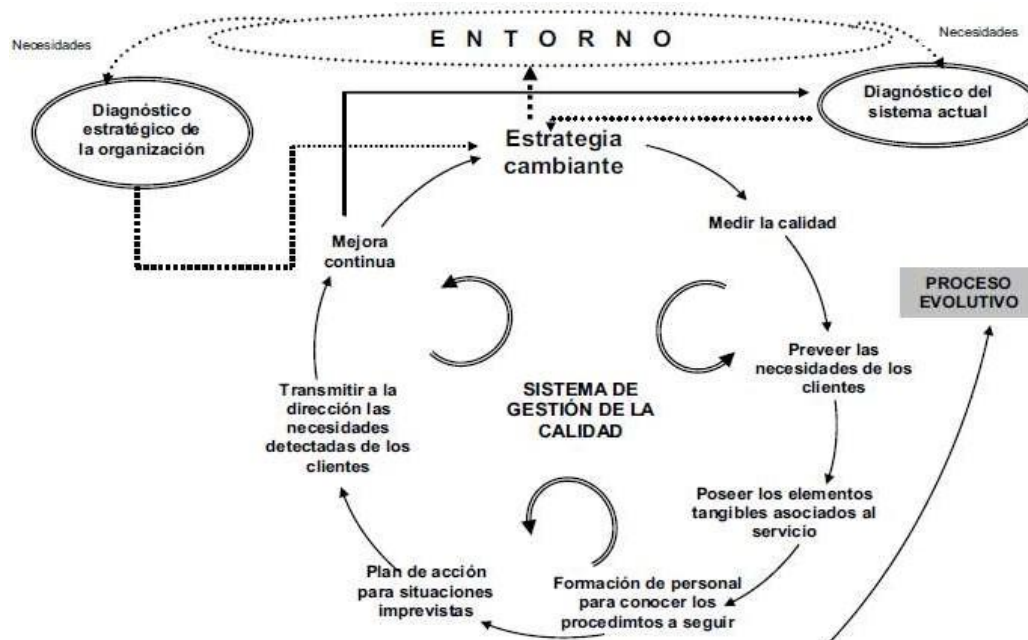 Necesidades
E N T O R N O
Necesidades
Diagnóstico
estratégico de
la organización
Diagnóstico del
sistema actual
Estrategia
cambiante
Medir la calidad
Mejora
continua
PROCESO
EVOLUTIVO
Preveer las
necesidades de los
clientes
Transmitir a la
dirección las
necesidades
detectadas de los
clientes
SISTEMA DE
GESTIÓN DE LA
CALIDAD
Poseer los elementos
tangibles asociados al
servicio
Plan de acción
para situaciones
imprevistas
Formación de personal
para conocer los
procedimtos a seguir